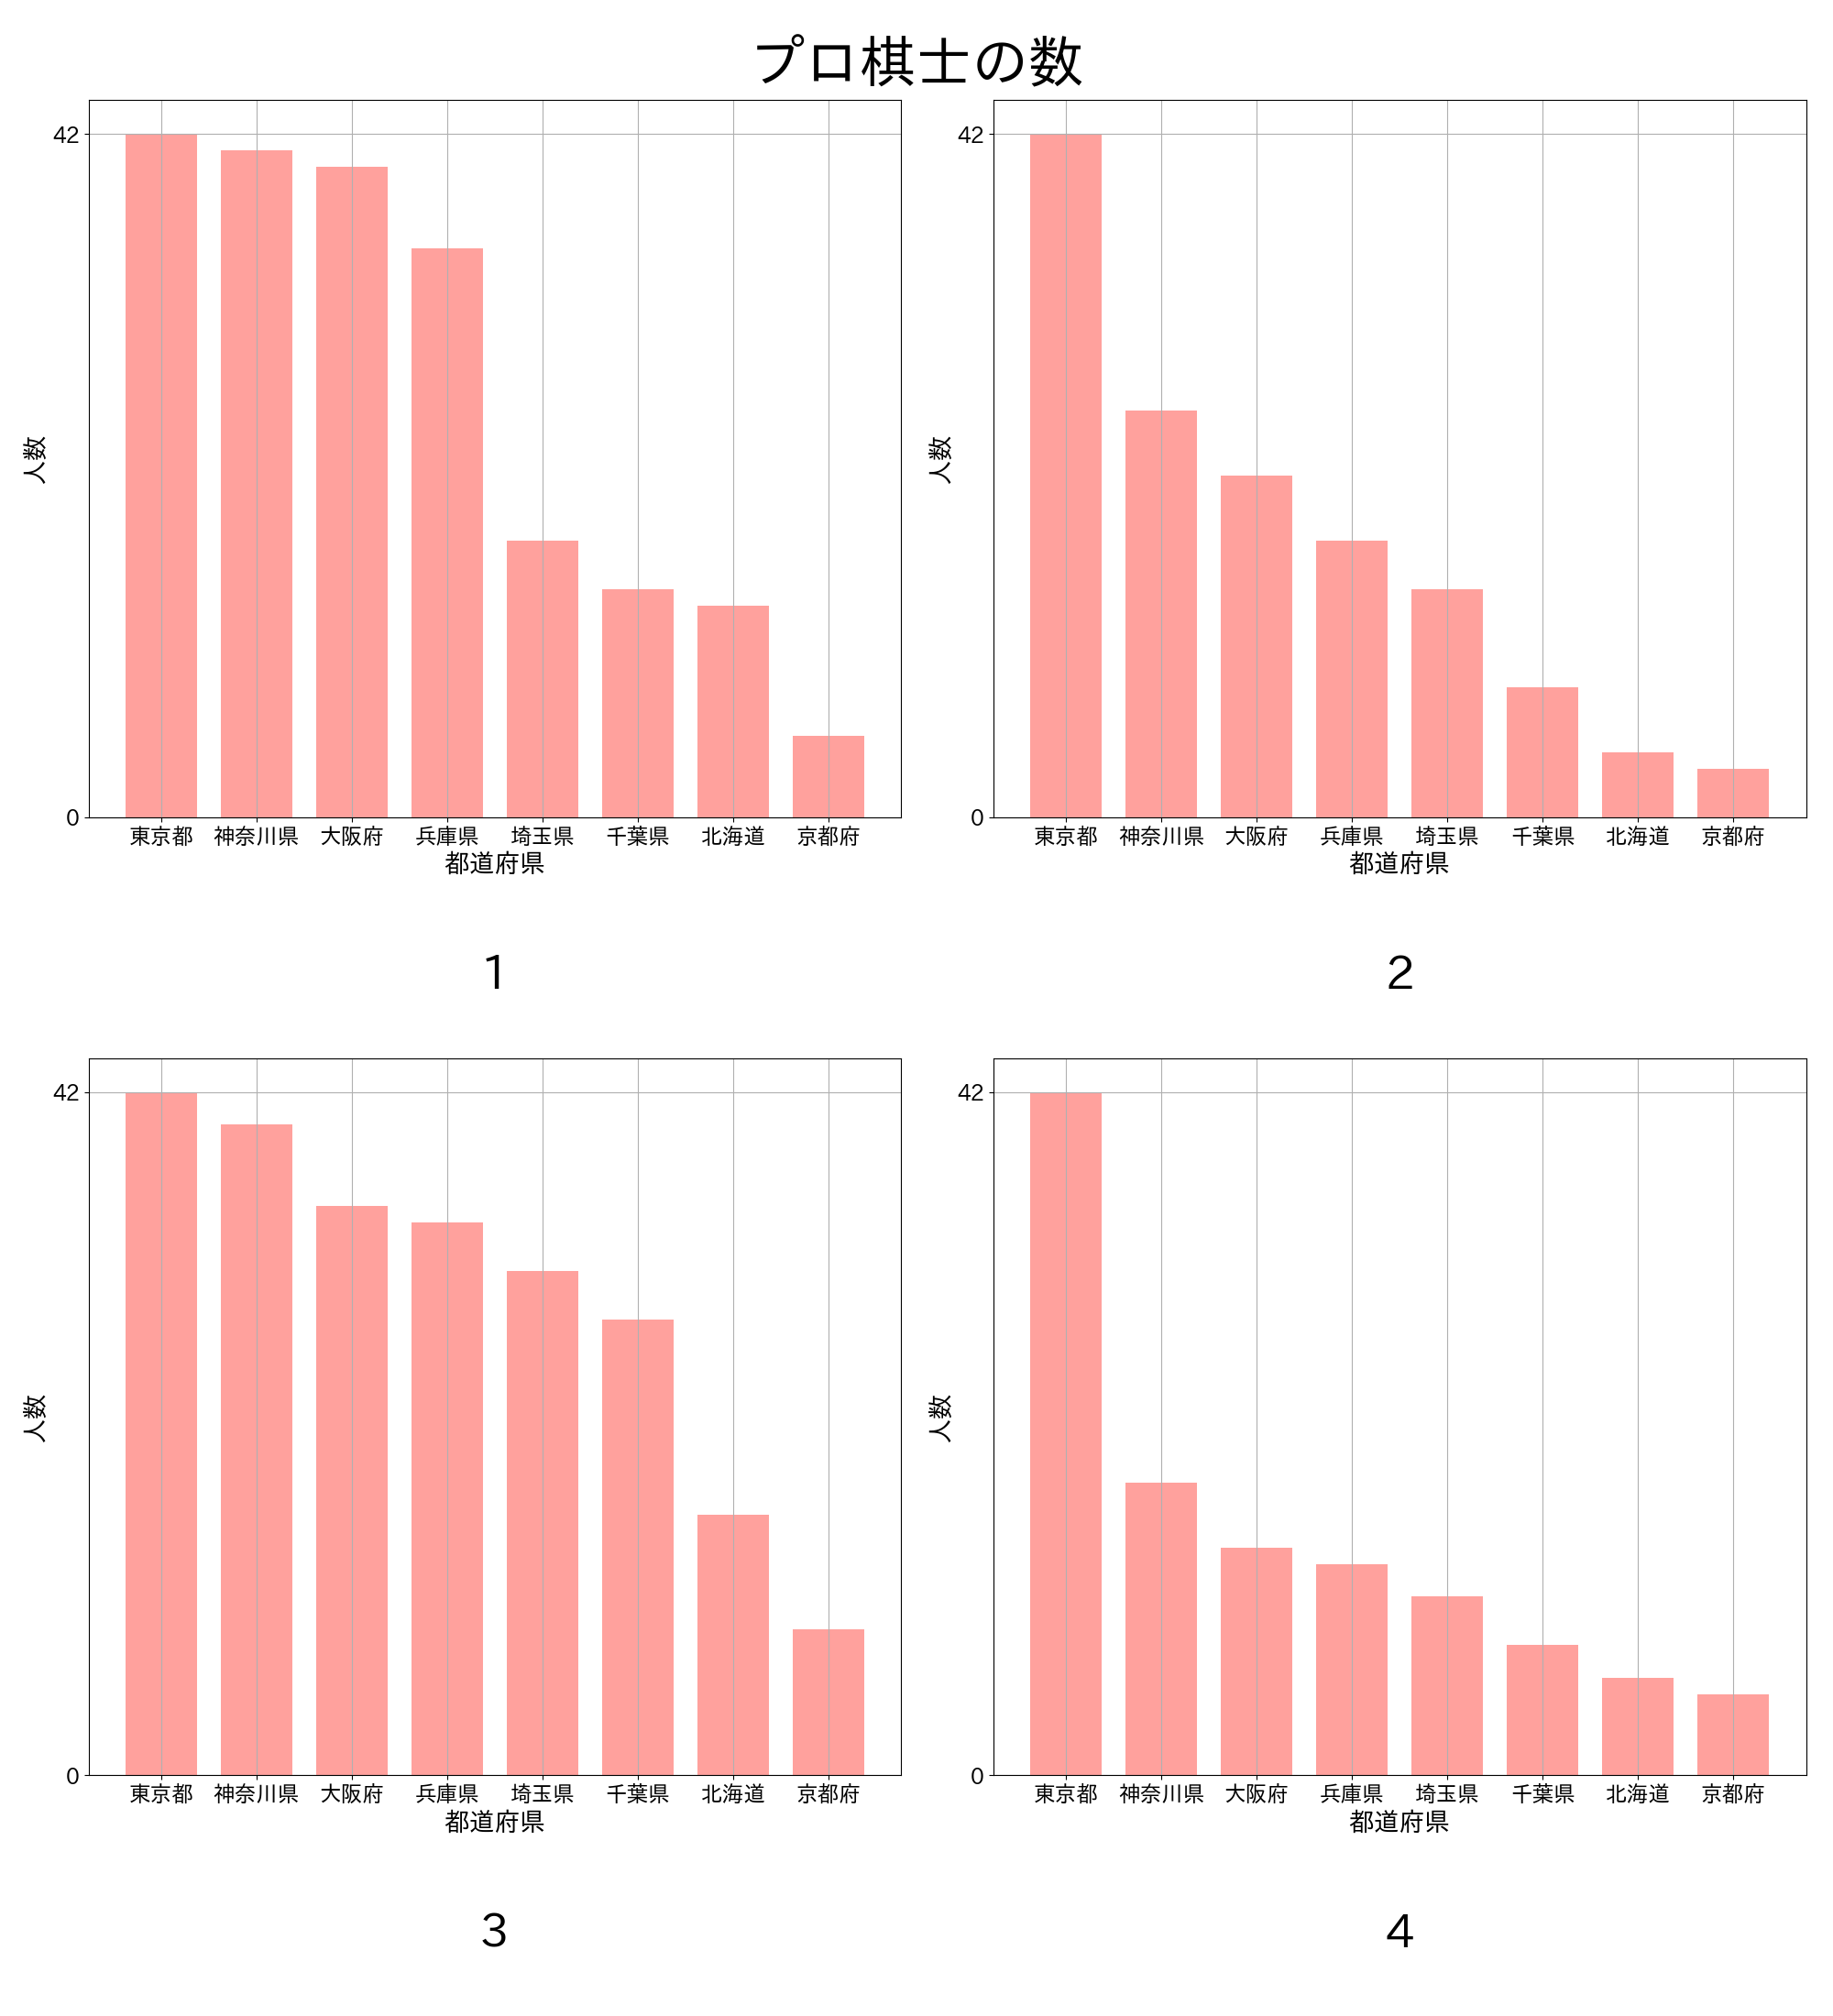 プロ棋士の数
42
0
人数
東京都 神奈川県 大阪府 兵庫県 埼玉県 千葉県 北海道 京都府
都道府県
1
42
0
人数
東京都 神奈川県 大阪府 兵庫県 埼玉県 千葉県 北海道 京都府
都道府県
2
42
0
人数
東京都 神奈川県 大阪府 兵庫県 埼玉県 千葉県 北海道 京都府
都道府県
3
42
0
人数
東京都 神奈川県 大阪府 兵庫県 埼玉県 千葉県 北海道 京都府
都道府県
4